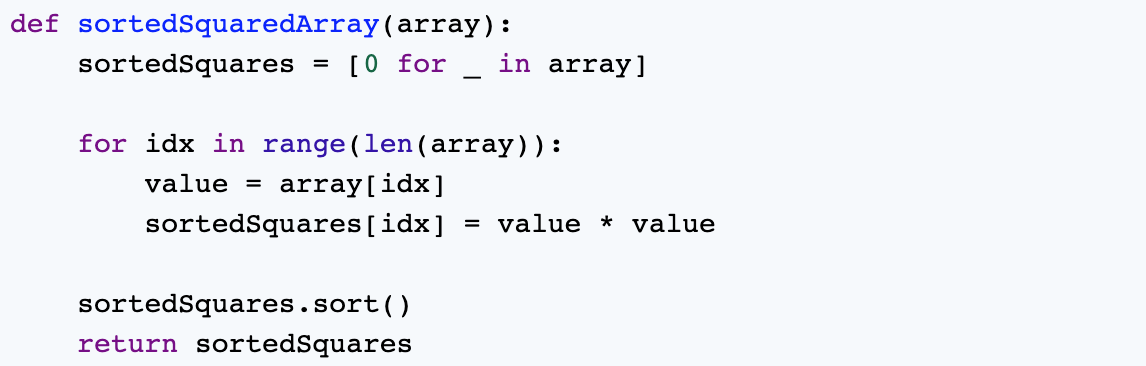 def sortedSquaredArray(array):
    sortedSquares = [0 for _ in array]

    for idx in range(len(array)):
        value = array[idx]
        sortedSquares[idx] = value * value

    sortedSquares.sort()
    return sortedSquares